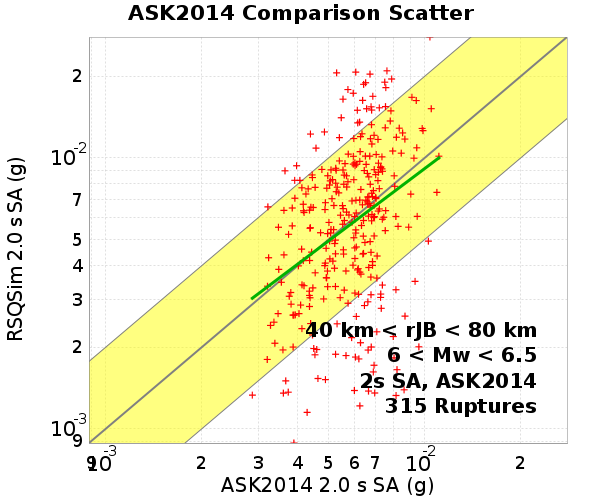 ASK2014 Comparison Scatter
RSQSim 2.0 s SA (g)
2
10-2
7
5
4
3
2
10-3
9
40 km < rJB < 80 km
6 < Mw < 6.5
2s SA, ASK2014
315 Ruptures
9 10-3 2 3 4 5 6 7 10-2 2
ASK2014 2.0 s SA (g)